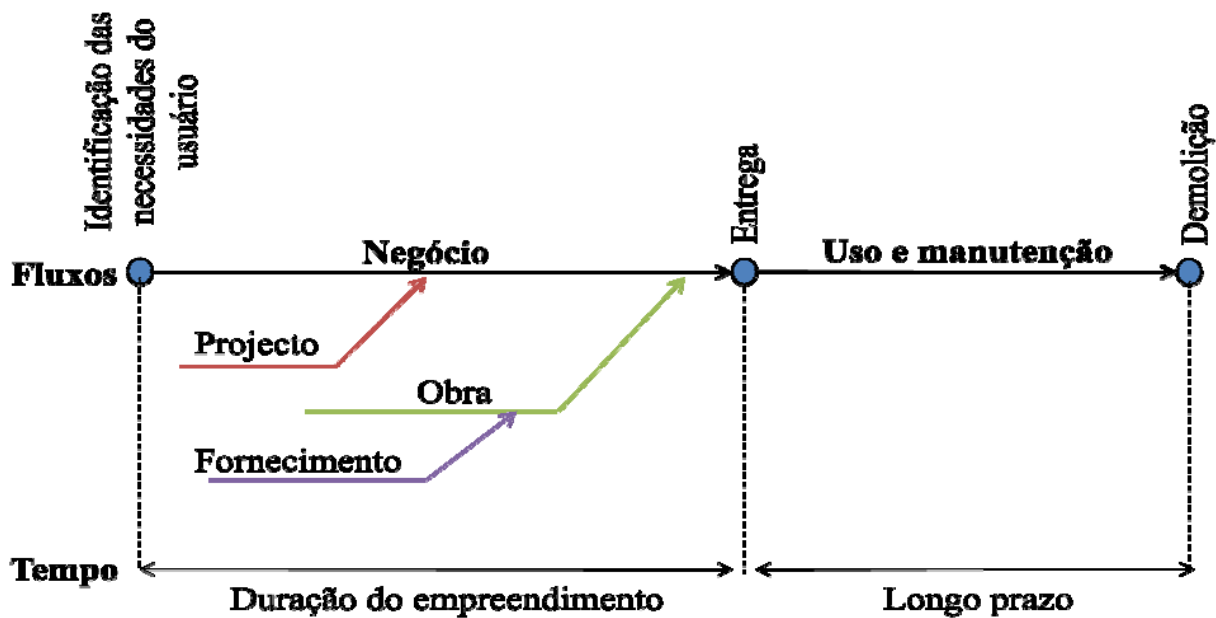 Identificação das
necessidades do
usuário
Entrega
Demolição
Negócio
Uso e manutenção
Fluxos
Projecto
Obra
Fornecimento
Tempo
Duração do empreendimento
Longo prazo